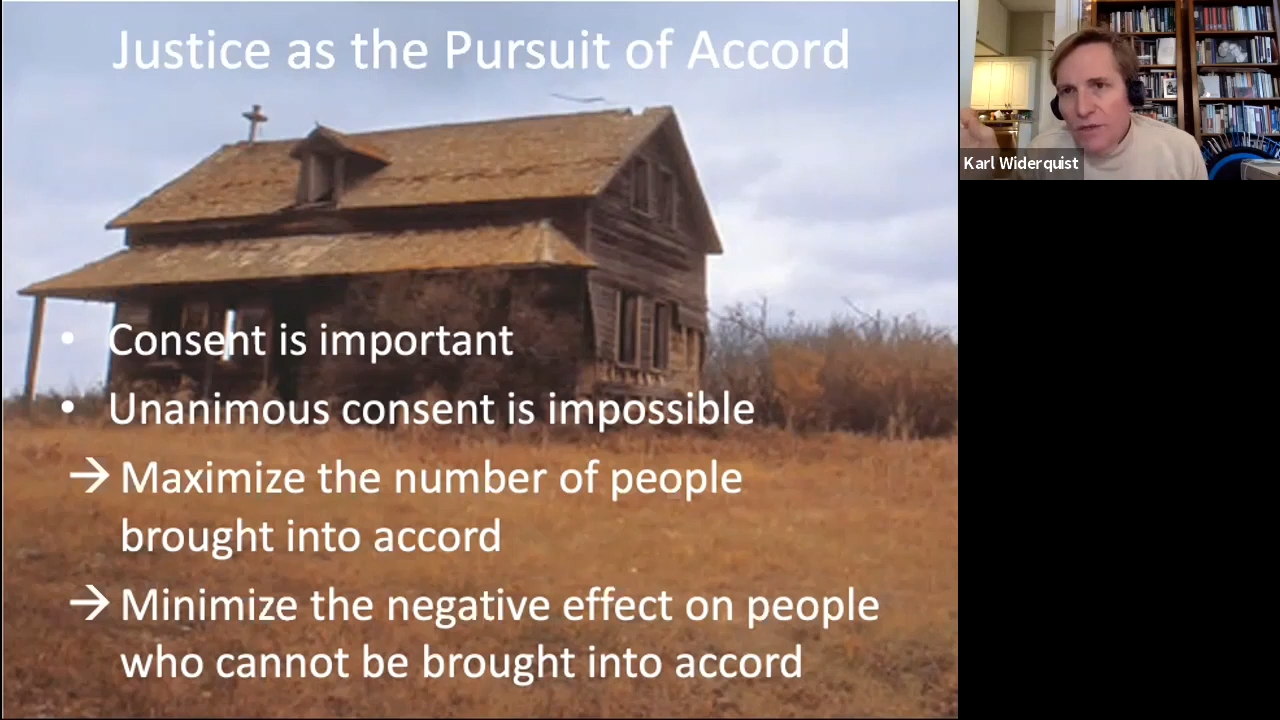 Justice as the Pursuit of Accord
Karl Widerquist
• Consent is important
• Unanimous consent is impossible
→ Maximize the number of people
brought into accord
→ Minimize the negative effect on people
who cannot be brought into accord